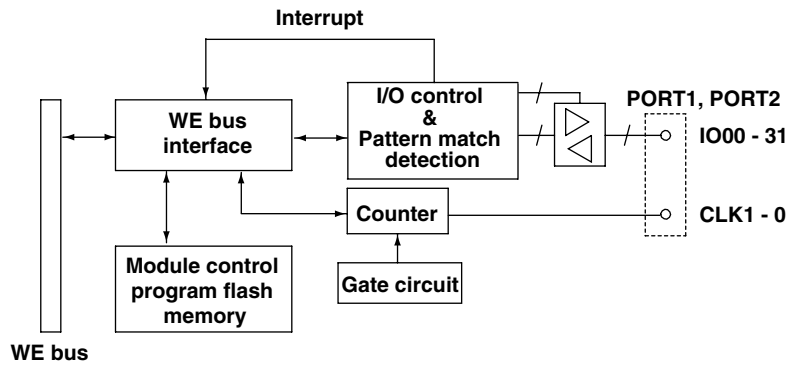 Interrupt
I/O control
&
Pattern match
detection
PORT1, PORT2
WE bus
interface
IO00 - 31
Counter
CLK1 - 0
Module control
program flash
memory
Gate circuit
WE bus